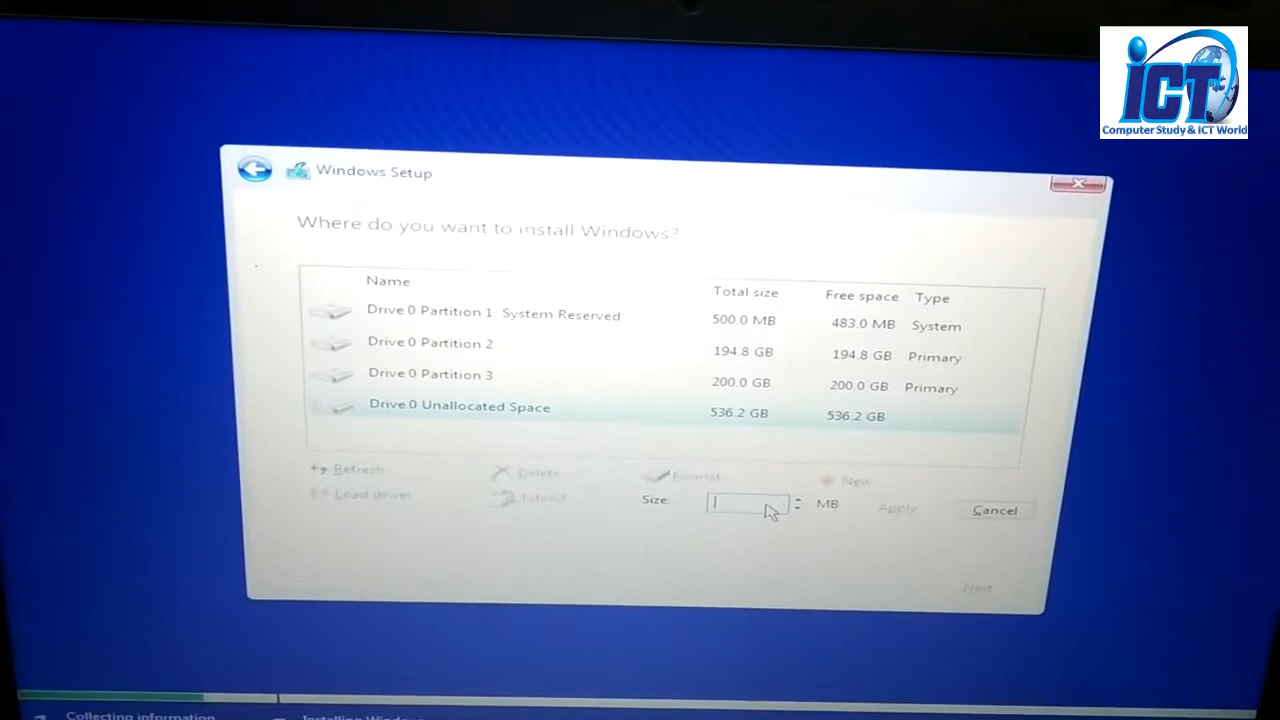 iCT
Computer Study & ICT World
Windows Setup
Where do you want to install Windows?
Name Total size Free space Type
Drive 0 Partition 1 System Reserved 500.0 MB 483.0 MB System
Drive 0 Partition 2 194.8 GB 194.8 GB Primary
Drive 0 Partition 3 200.0 GB 200.0 GB Primary
Drive 0 Unallocated Space 536.2 GB 536.2 GB
Refresh Delete Format New
Load driver Extend Size: MB Apply Cancel
Next
Collecting information Installing